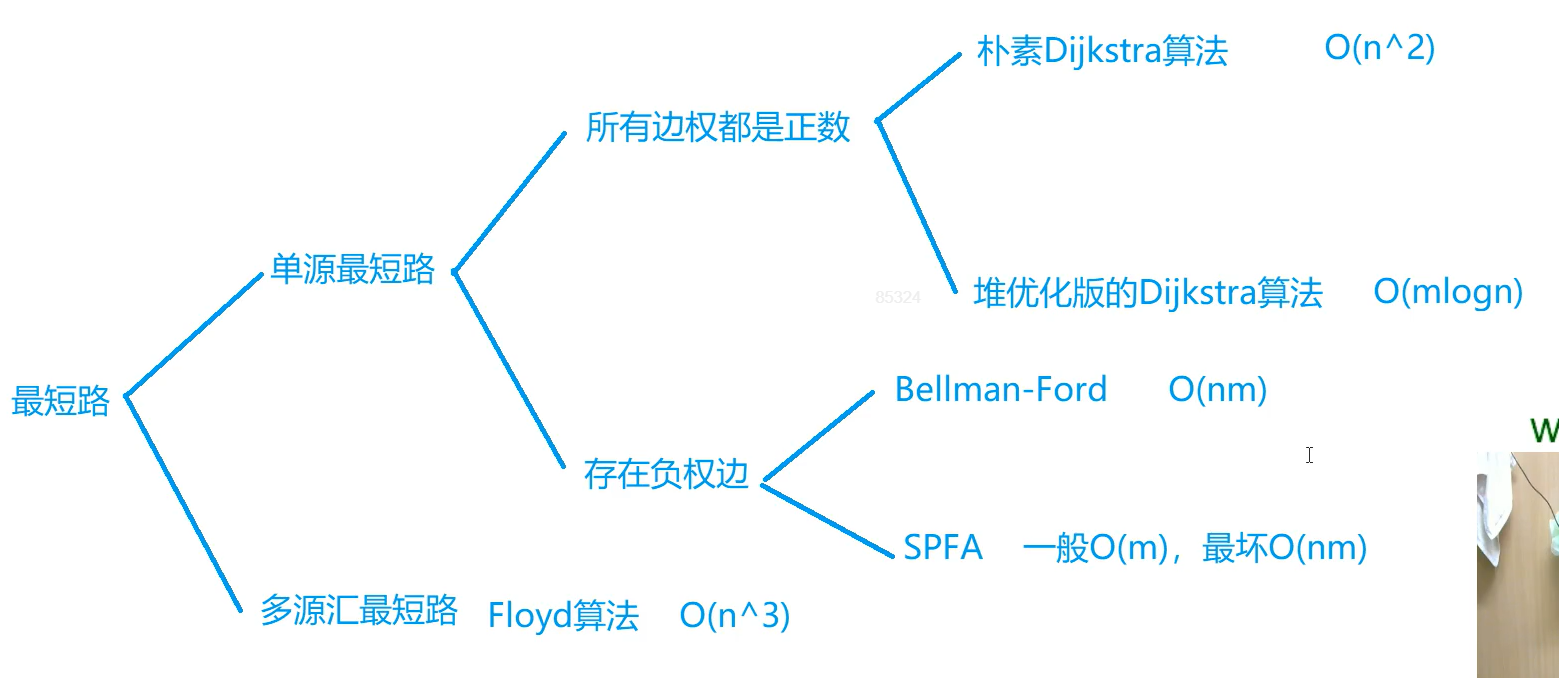 朴素Dijkstra算法 O(n^2)
所有边权都是正数
单源最短路
堆优化版的Dijkstra算法 O(mlogn)
85324
最短路
Bellman-Ford O(nm)
W
存在负权边
SPFA 一般O(m)，最坏O(nm)
多源汇最短路 Floyd算法 O(n^3)